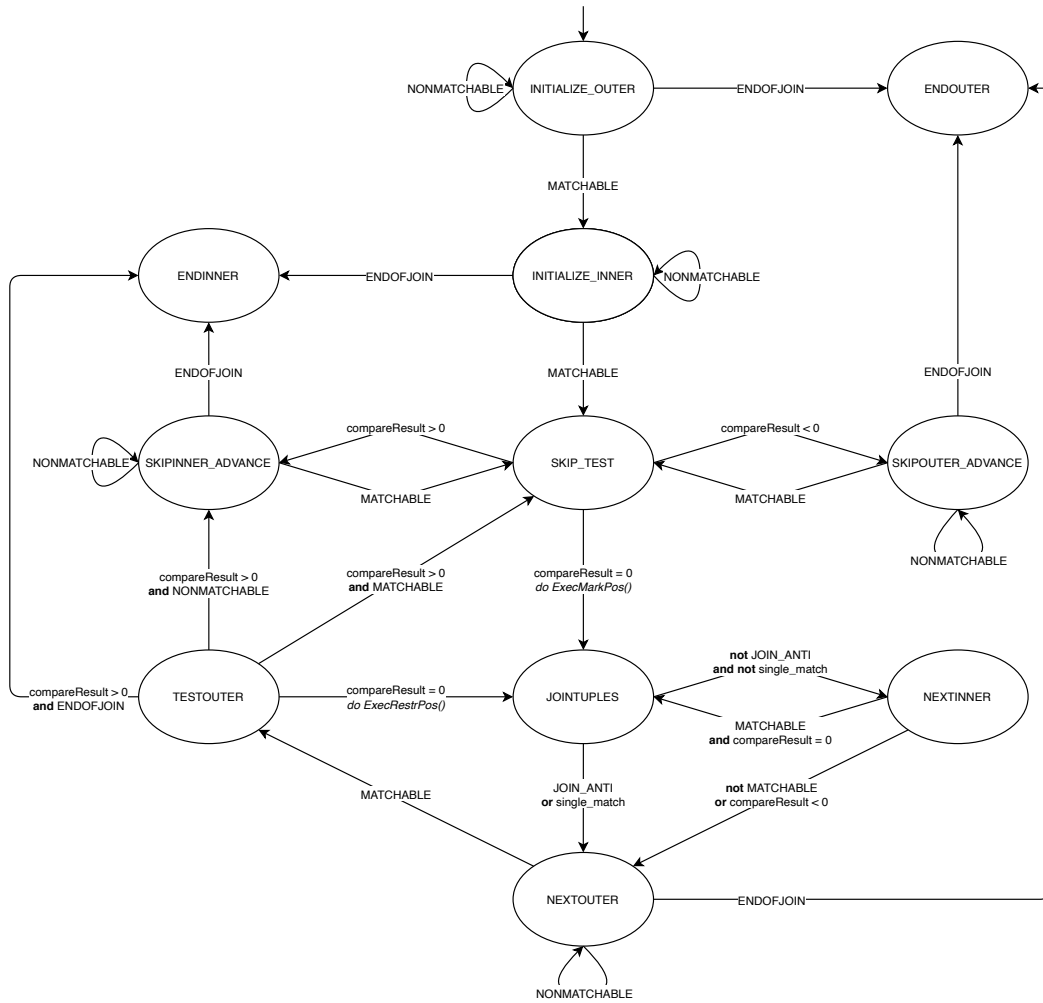 NONMATCHABLE
INITIALIZE_OUTER
ENDOFJOIN
ENDOUTER
MATCHABLE
ENDINNER
ENDOFJOIN
INITIALIZE_INNER
NONMATCHABLE
ENDOFJOIN
MATCHABLE
ENDOFJOIN
NONMATCHABLE
SKIPINNER_ADVANCE
compareResult > 0
MATCHABLE
SKIP_TEST
compareResult < 0
MATCHABLE
SKIPOUTER_ADVANCE
NONMATCHABLE
compareResult > 0
and NONMATCHABLE
compareResult > 0
and MATCHABLE
compareResult = 0
do ExecMarkPos()
compareResult > 0
and ENDOFJOIN
TESTOUTER
compareResult = 0
do ExecRestrPos()
JOINTUPLES
not JOIN_ANTI
and not single_match
MATCHABLE
and compareResult = 0
NEXTINNER
MATCHABLE
JOIN_ANTI
or single_match
not MATCHABLE
or compareResult < 0
NEXTOUTER
ENDOFJOIN
NONMATCHABLE